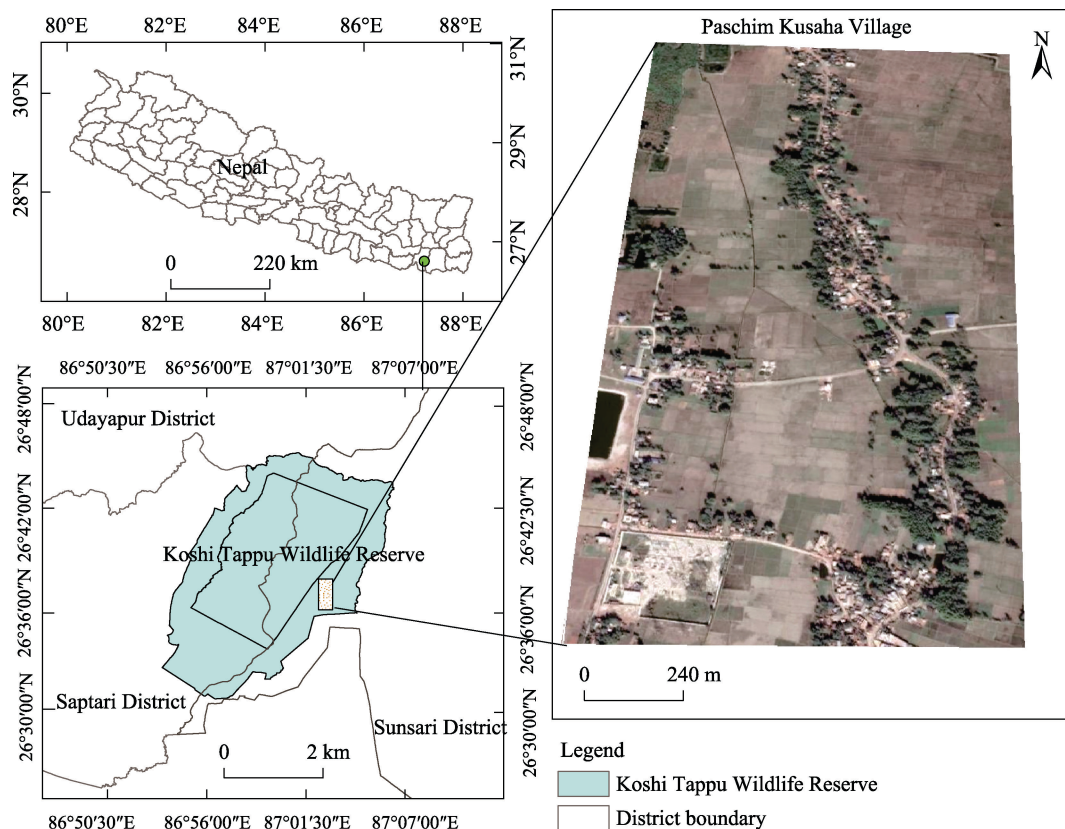 80°E 82°E 84°E 86°E 88°E
30°N
28°N
31°N
29°N
27°N
Nepal
0 220 km
80°E 82°E 84°E 86°E 88°E
86°50′30″E 86°56′00″E 87°01′30″E 87°07′00″E
26°48′00″N
26°42′00″N
26°36′00″N
26°30′00″N
26°48′00″N
26°42′30″N
26°36′00″N
26°30′00″N
Udayapur District
Koshi Tappu Wildlife Reserve
Saptari District
Sunsari District
0 2 km
86°50′30″E 86°56′00″E 87°01′30″E 87°07′00″E
Paschim Kusaha Village
N
0 240 m
Legend
Koshi Tappu Wildlife Reserve
District boundary